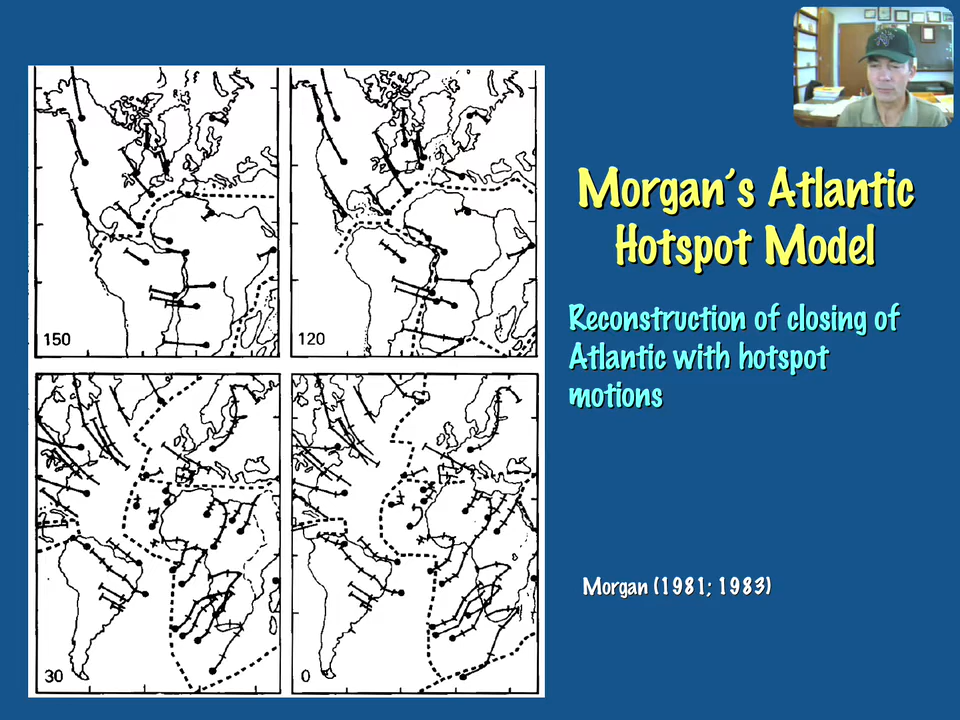 Morgan's Atlantic
Hotspot Model
Reconstruction of closing of
Atlantic with hotspot
motions
150
120
30
0
Morgan (1981; 1983)